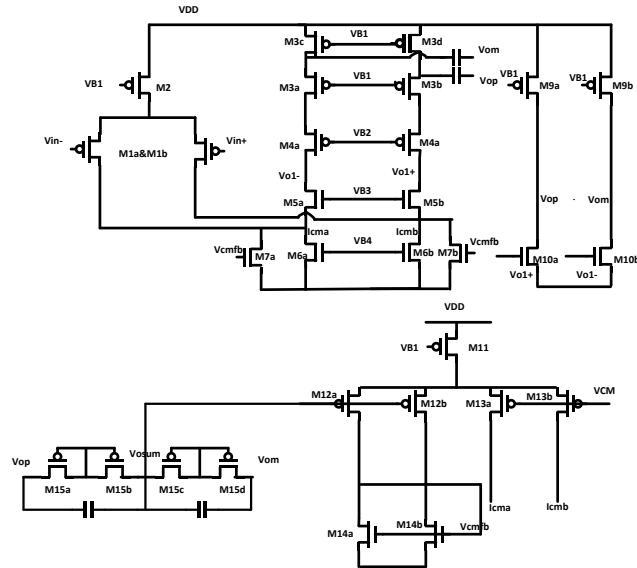 VDD
M3c
VB1
M3d
Vom
Vop
VB1
M2
M3a
VB1
M3b
VB1
M9a
VB1
M9b
Vin-
M1a&M1b
Vin+
M4a
VB2
M4a
Vo1-
Vo1+
M5a
VB3
M5b
Vop
Vom
Icma
Icmb
Vcmfb
M7a
M6a
VB4
M6b
M7b
Vcmfb
M10a
M10b
Vo1+
Vo1-
VDD
VB1
M11
M12a
M12b
M13a
M13b
VCM
Vop
Vosum
Vom
M15a
M15b
M15c
M15d
Icma
Icmb
M14a
M14b
Vcmfb